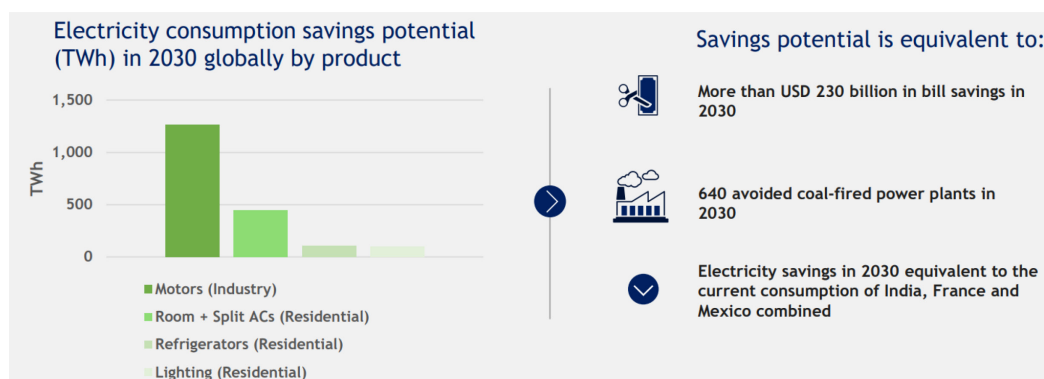 Electricity consumption savings potential
(TWh) in 2030 globally by product
1,500
1,000
500
0
TWh
Motors (Industry)
Room + Split ACs (Residential)
Refrigerators (Residential)
Lighting (Residential)
Savings potential is equivalent to:
More than USD 230 billion in bill savings in
2030
640 avoided coal-fired power plants in
2030
Electricity savings in 2030 equivalent to the
current consumption of India, France and
Mexico combined